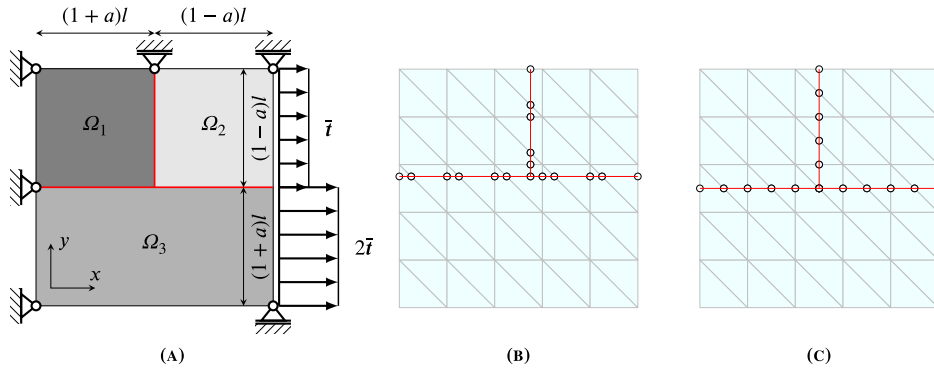 (1 + a)l (1 − a)l
Ω1 Ω2 (1 − a)l t̄
Ω3 (1 + a)l 2t̄
y
x
(A) (B) (C)